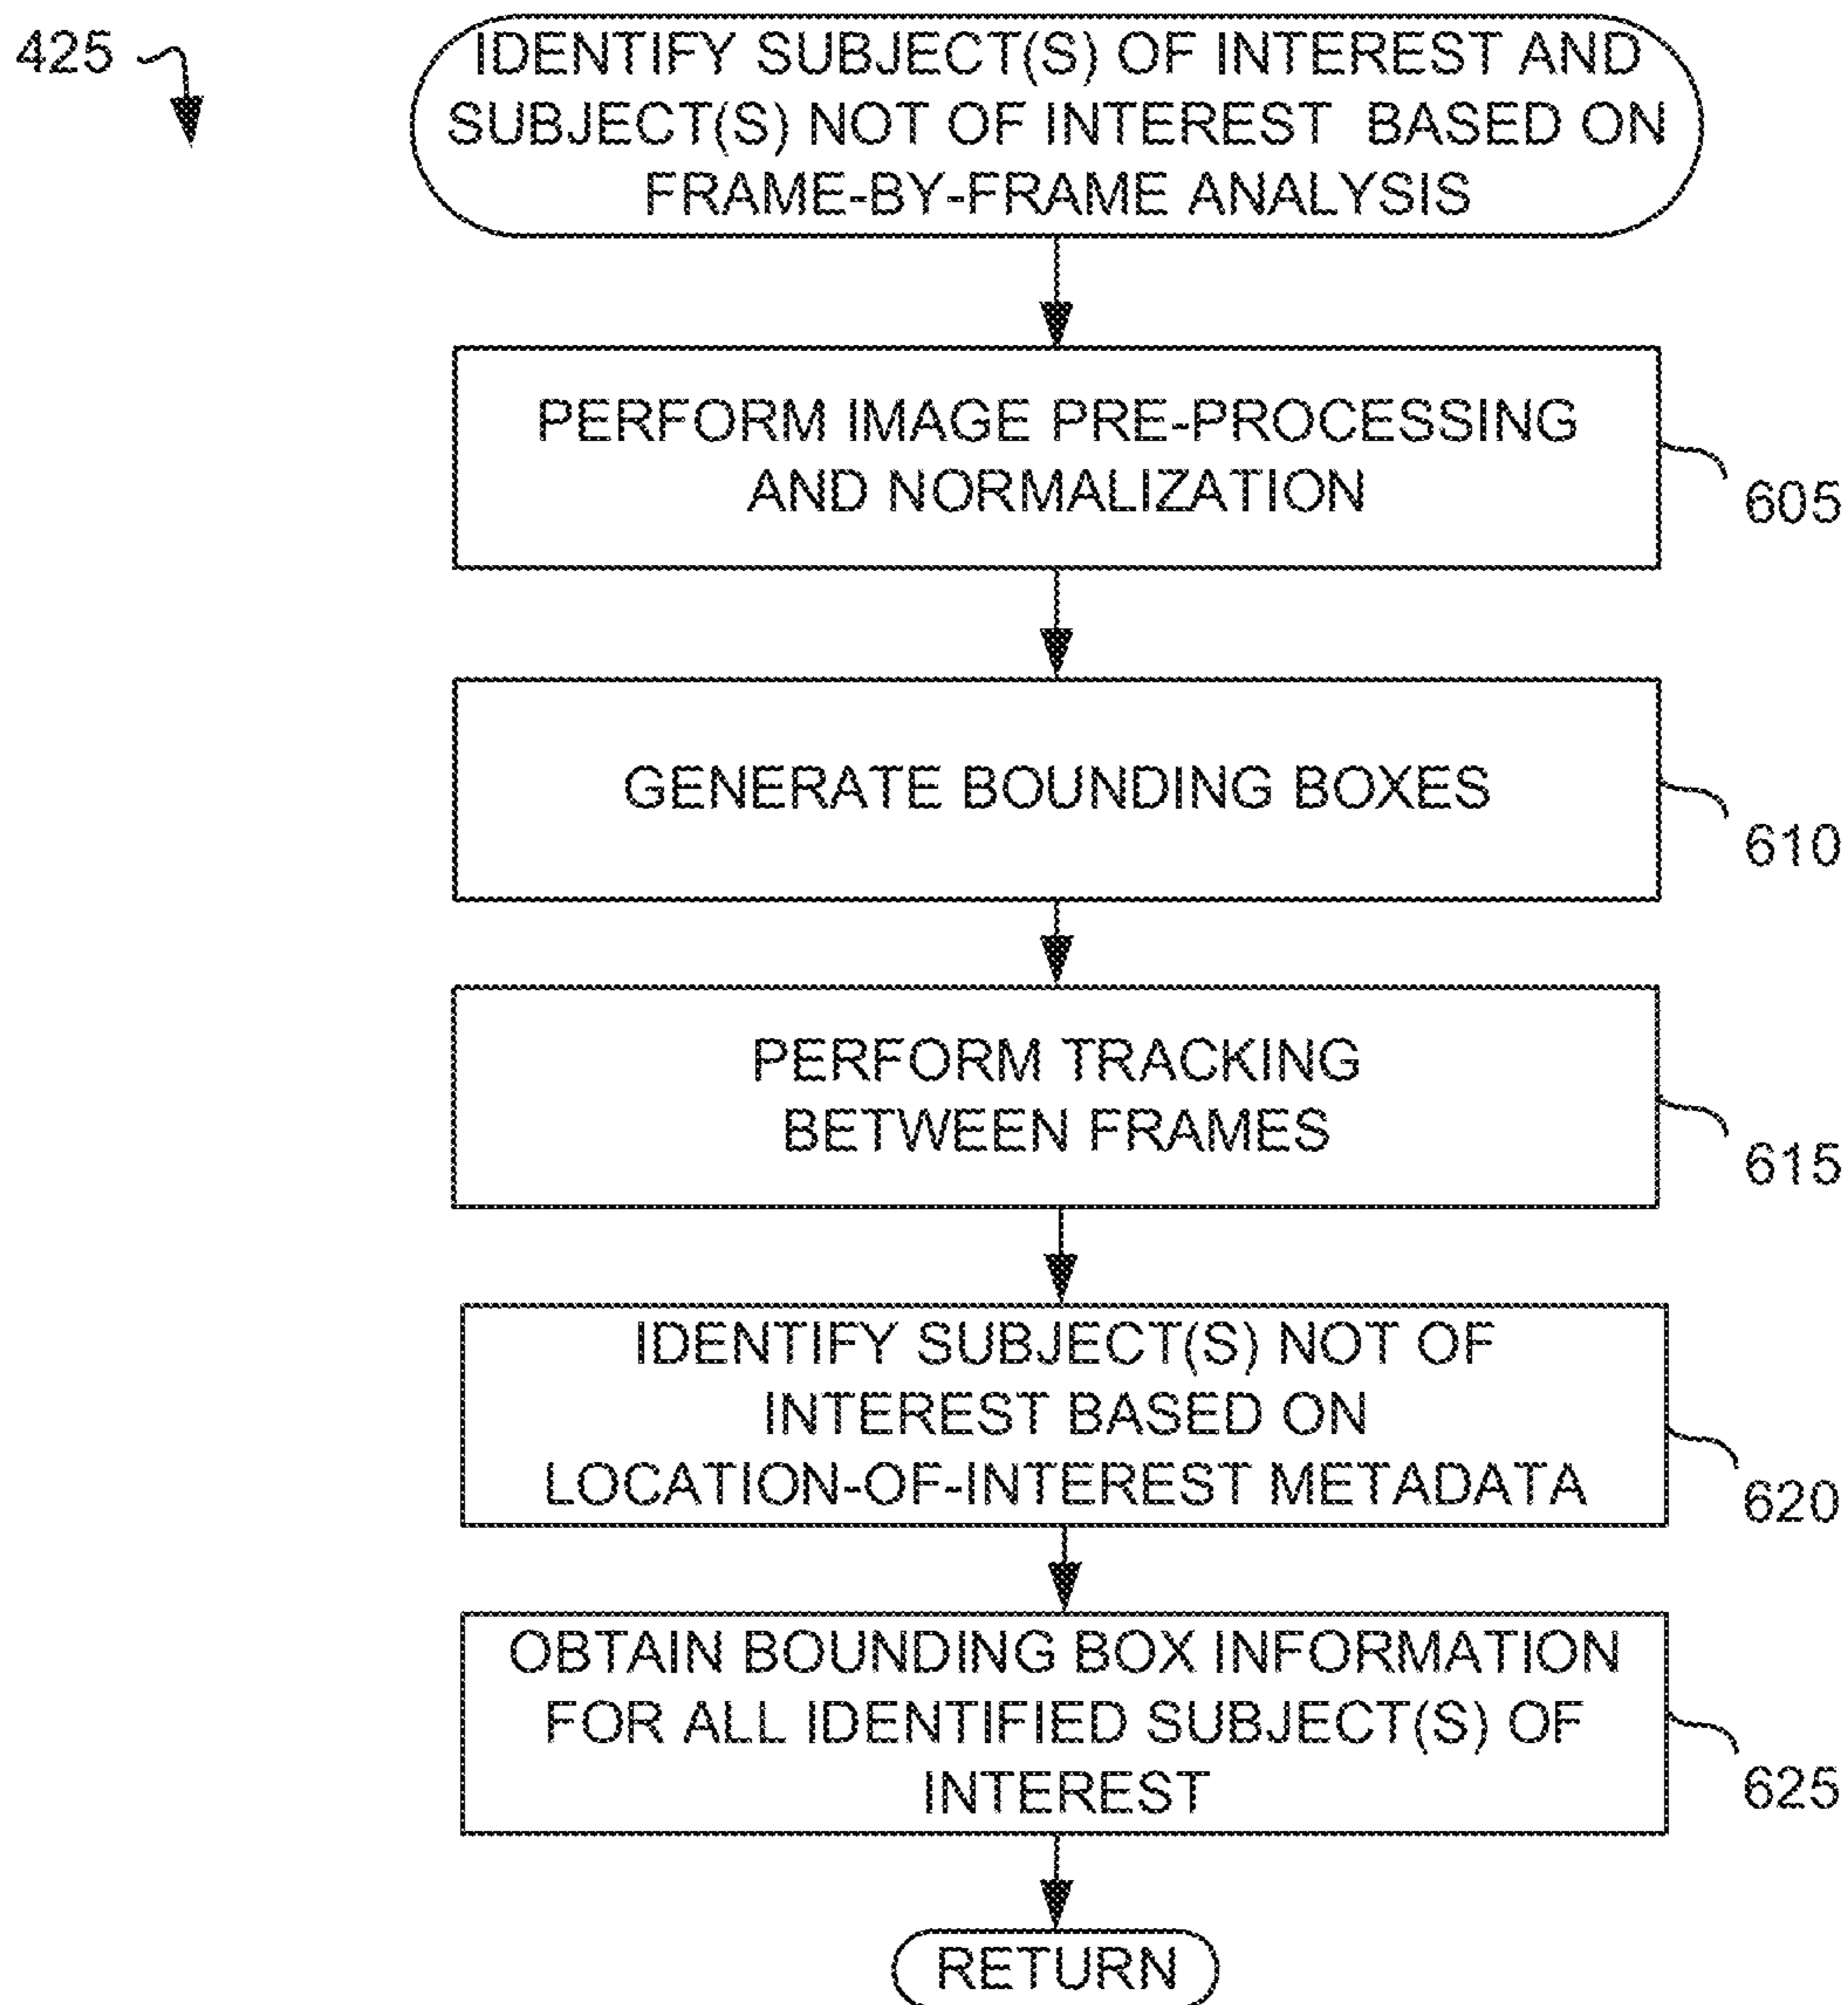 425
IDENTIFY SUBJECT(S) OF INTEREST AND
SUBJECT(S) NOT OF INTEREST BASED ON
FRAME-BY-FRAME ANALYSIS
PERFORM IMAGE PRE-PROCESSING
AND NORMALIZATION
605
GENERATE BOUNDING BOXES
610
PERFORM TRACKING
BETWEEN FRAMES
615
IDENTIFY SUBJECT(S) NOT OF
INTEREST BASED ON
LOCATION-OF-INTEREST METADATA
620
OBTAIN BOUNDING BOX INFORMATION
FOR ALL IDENTIFIED SUBJECT(S) OF
INTEREST
625
RETURN